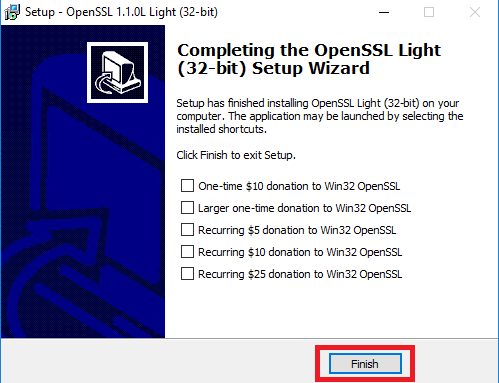 Setup - OpenSSL 1.1.0L Light (32-bit)
Completing the OpenSSL Light
(32-bit) Setup Wizard
Setup has finished installing OpenSSL Light (32-bit) on your
computer. The application may be launched by selecting the
installed shortcuts.
Click Finish to exit Setup.
One-time $10 donation to Win32 OpenSSL
Larger one-time donation to Win32 OpenSSL
Recurring $5 donation to Win32 OpenSSL
Recurring $10 donation to Win32 OpenSSL
Recurring $25 donation to Win32 OpenSSL
Finish